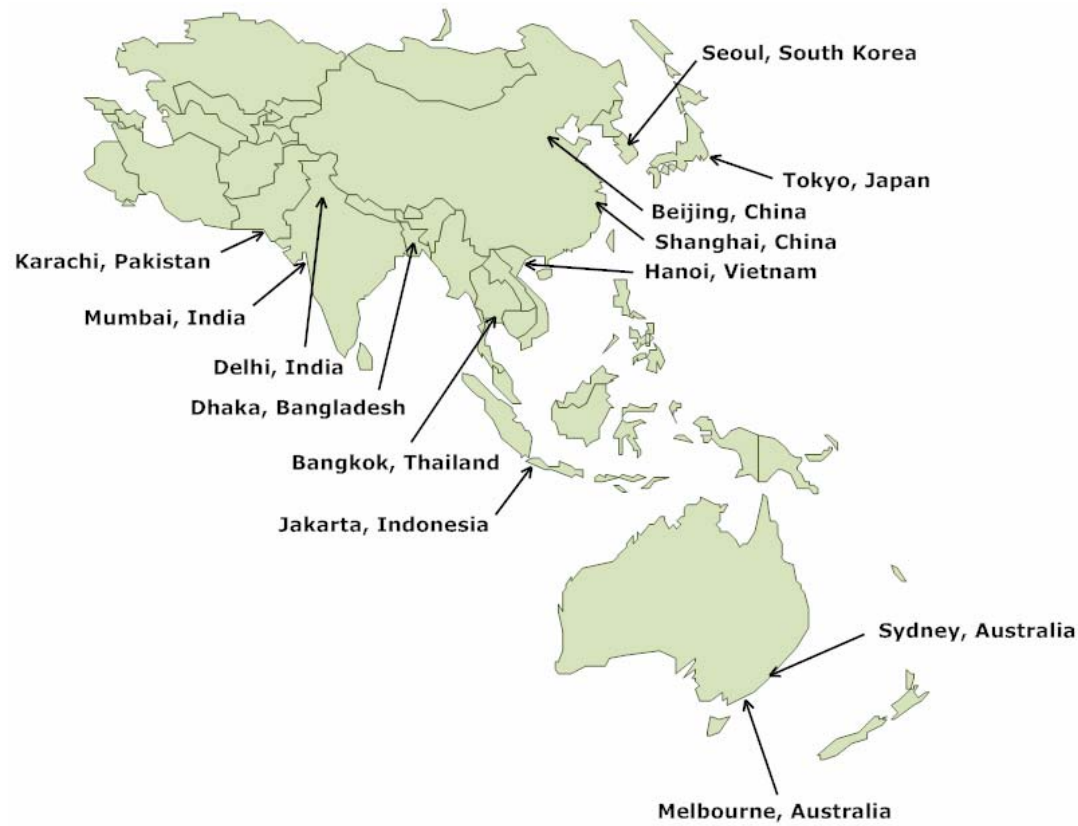 Seoul, South Korea
Tokyo, Japan
Beijing, China
Shanghai, China
Karachi, Pakistan
Hanoi, Vietnam
Mumbai, India
Delhi, India
Dhaka, Bangladesh
Bangkok, Thailand
Jakarta, Indonesia
Sydney, Australia
Melbourne, Australia